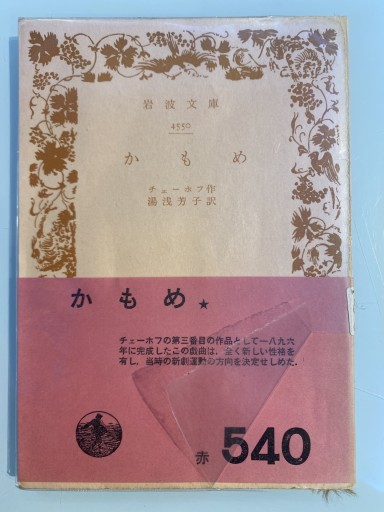 岩波文庫
4550
かもめ
チェーホフ作
湯浅芳子訳
かもめ ★
チェーホフの第三番目の作品として一八九六
年に完成したこの戯曲は、全く新しい性格を
有し、当時の新劇運動の方向を決定せしめた。
赤 540